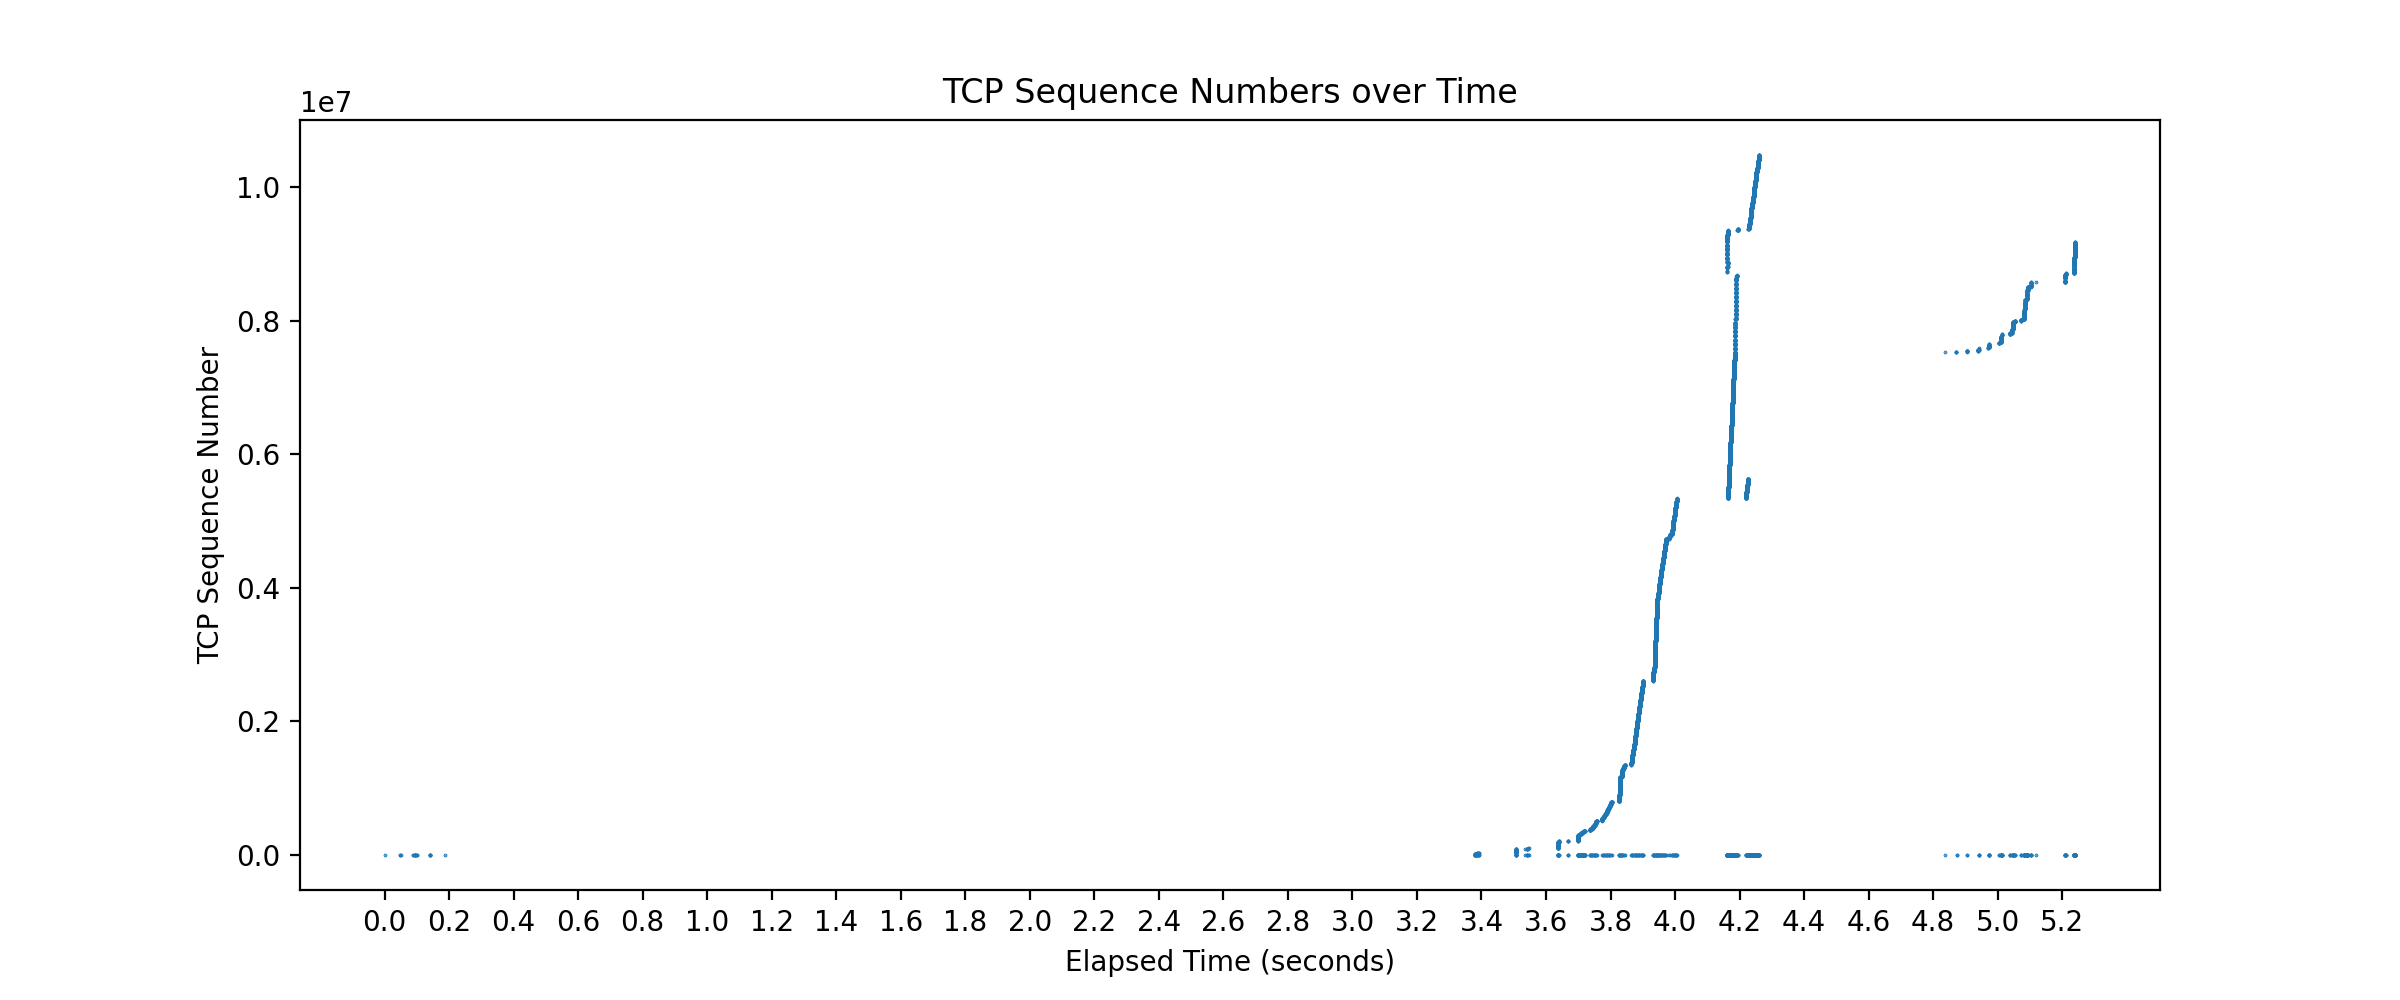 TCP Sequence Numbers over Time
1e7
1.0
0.8
0.6
0.4
0.2
0.0
TCP Sequence Number
0.0 0.2 0.4 0.6 0.8 1.0 1.2 1.4 1.6 1.8 2.0 2.2 2.4 2.6 2.8 3.0 3.2 3.4 3.6 3.8 4.0 4.2 4.4 4.6 4.8 5.0 5.2
Elapsed Time (seconds)